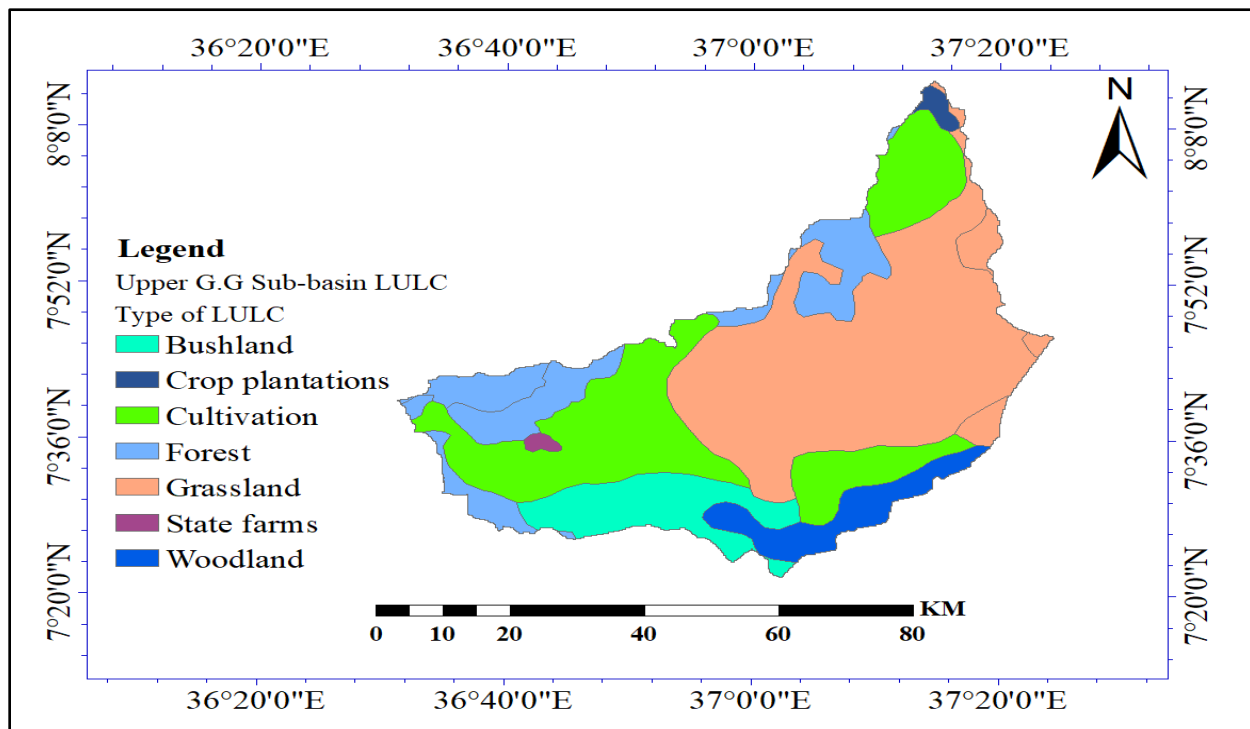 36°20'0"E 36°40'0"E 37°0'0"E 37°20'0"E
8°8'0"N
7°52'0"N
7°36'0"N
7°20'0"N
N
8°8'0"N
7°52'0"N
7°36'0"N
7°20'0"N
Legend
Upper G.G Sub-basin LULC
Type of LULC
Bushland
Crop plantations
Cultivation
Forest
Grassland
State farms
Woodland
KM
0 10 20 40 60 80
36°20'0"E 36°40'0"E 37°0'0"E 37°20'0"E